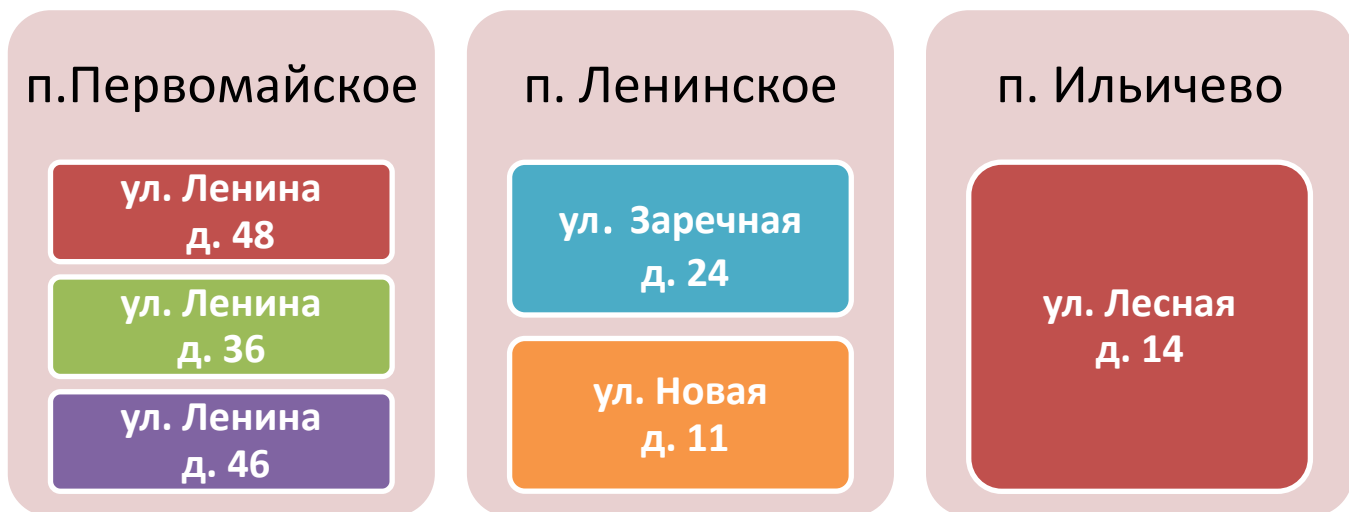 п.Первомайское
ул. Ленина
д. 48
ул. Ленина
д. 36
ул. Ленина
д. 46
п. Ленинское
ул. Заречная
д. 24
ул. Новая
д. 11
п. Ильичево
ул. Лесная
д. 14